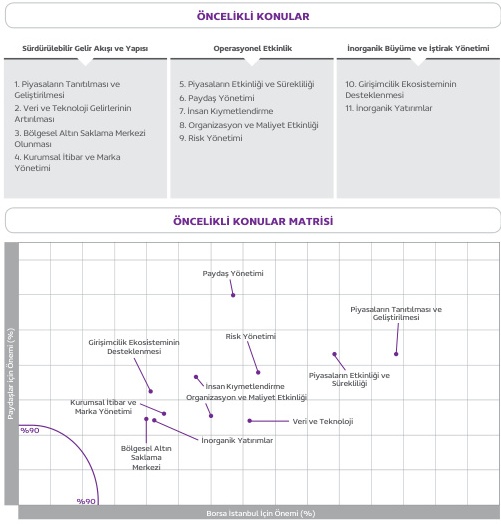 ÖNCELİKLİ KONULAR
Sürdürülebilir Gelir Akışı ve Yapısı
1. Piyasaların Tanıtılması ve
Geliştirilmesi
2. Veri ve Teknoloji Gelirlerinin
Artırılması
3. Bölgesel Altın Saklama Merkezi
Olunması
4. Kurumsal İtibar ve Marka
Yönetimi
Operasyonel Etkinlik
5. Piyasaların Etkinliği ve Sürekliliği
6. Paydaş Yönetimi
7. İnsan Kıymetlendirme
8. Organizasyon ve Maliyet Etkinliği
9. Risk Yönetimi
İnorganik Büyüme ve İştirak Yönetimi
10. Girişimcilik Ekosisteminin
Desteklenmesi
11. İnorganik Yatırımlar
ÖNCELİKLİ KONULAR MATRİSİ
Paydaşlar için Önemi (%)
Paydaş Yönetimi
Piyasaların Tanıtılması ve
Geliştirilmesi
Risk Yönetimi
Girişimcilik Ekosisteminin
Desteklenmesi
Piyasaların Etkinliği ve
Sürekliliği
İnsan Kıymetlendirme
Organizasyon ve Maliyet Etkinliği
Kurumsal İtibar ve
Marka Yönetimi
Veri ve Teknoloji
İnorganik Yatırımlar
Bölgesel Altın
Saklama
Merkezi
%90
%90
Borsa İstanbul İçin Önemi (%)